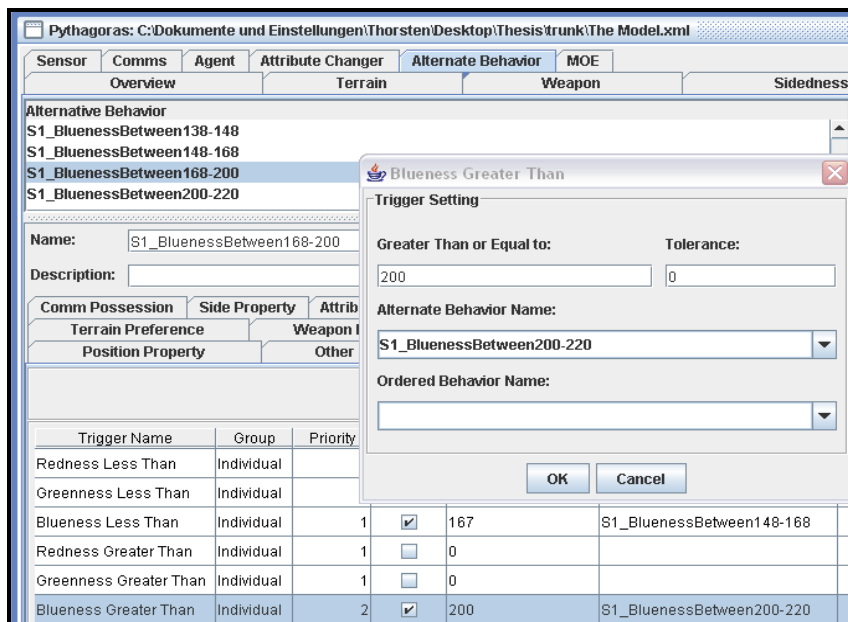 Pythagoras: C:\Dokumente und Einstellungen\Thorsten\Desktop\Thesis\trunk\The Model.xml
Sensor Comms Agent Attribute Changer Alternate Behavior MOE
Overview Terrain Weapon Sidedness
Alternative Behavior
S1_BluenessBetween138-148
S1_BluenessBetween148-168
S1_BluenessBetween168-200
S1_BluenessBetween200-220
Name: S1_BluenessBetween168-200
Description:
Comm Possession Side Property Attrib
Terrain Preference Weapon
Position Property Other
Blueness Greater Than
Trigger Setting
Greater Than or Equal to: Tolerance:
200 0
Alternate Behavior Name:
S1_BluenessBetween200-220
Ordered Behavior Name:
OK Cancel
Trigger Name Group Priority
Redness Less Than Individual
Greenness Less Than Individual
Blueness Less Than Individual 1 167 S1_BluenessBetween148-168
Redness Greater Than Individual 1 0
Greenness Greater Than Individual 1 0
Blueness Greater Than Individual 2 200 S1_BluenessBetween200-220